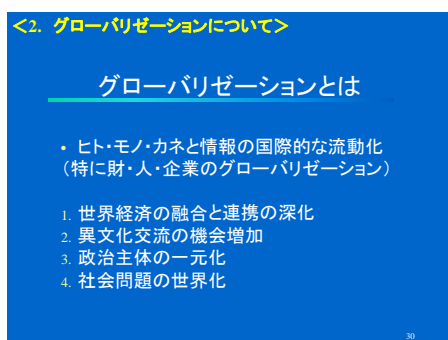 <2. グローバリゼーションについて>
グローバリゼーションとは
• ヒト・モノ・カネと情報の国際的な流動化
（特に財・人・企業のグローバリゼーション）
1. 世界経済の融合と連携の深化
2. 異文化交流の機会増加
3. 政治主体の一元化
4. 社会問題の世界化
30